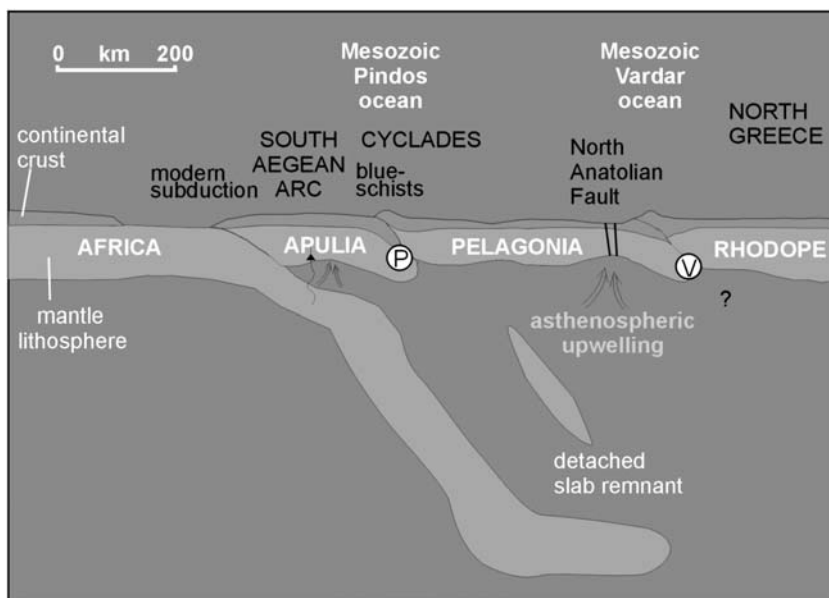 0 km 200
Mesozoic
Pindos
ocean
Mesozoic
Vardar
ocean
NORTH
GREECE
continental
crust
modern
subduction
SOUTH
AEGEAN
ARC
CYCLADES
blue-
schists
North
Anatolian
Fault
AFRICA
APULIA
P
PELAGONIA
V
RHODOPE
?
mantle
lithosphere
asthenospheric
upwelling
detached
slab remnant